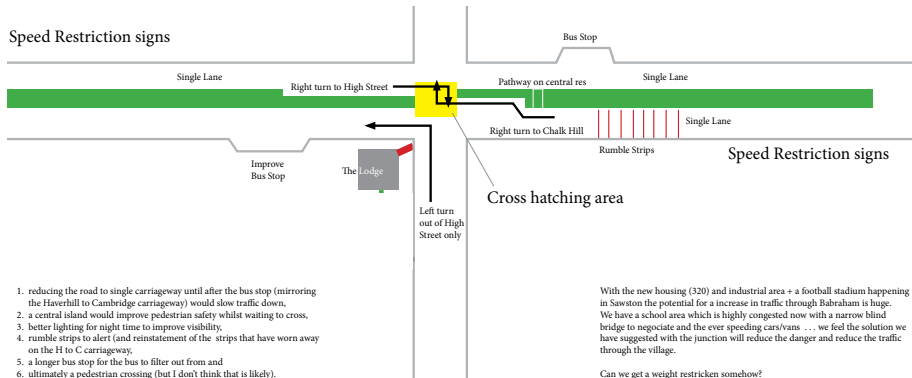 Speed Restriction signs
Bus Stop
Single Lane
Right turn to High Street
Pathway on central res
Single Lane
Right turn to Chalk Hill
Single Lane
Rumble Strips
Speed Restriction signs
Improve
Bus Stop
The Lodge
Cross hatching area
Left turn
out of High
Street only
1. reducing the road to single carriageway until after the bus stop (mirroring
the Haverhill to Cambridge carriageway) would slow traffic down,
2. a central island would improve pedestrian safety whilst waiting to cross,
3. better lighting for night time to improve visibility,
4. rumble strips to alert (and reinstatement of the strips that have worn away
on the H to C carriageway,
5. a longer bus stop for the bus to filter out from and
6. ultimately a pedestrian crossing (but I don't think that is likely).
With the new housing (320) and industrial area + a football stadium happening
in Sawston the potential for a increase in traffic through Babraham is huge.
We have a school area which is highly congested now with a narrow blind
bridge to negociate and the ever speeding cars/vans ... we feel the solution we
have suggested with the junction will reduce the danger and reduce the traffic
through the village.
Can we get a weight restricken somehow?